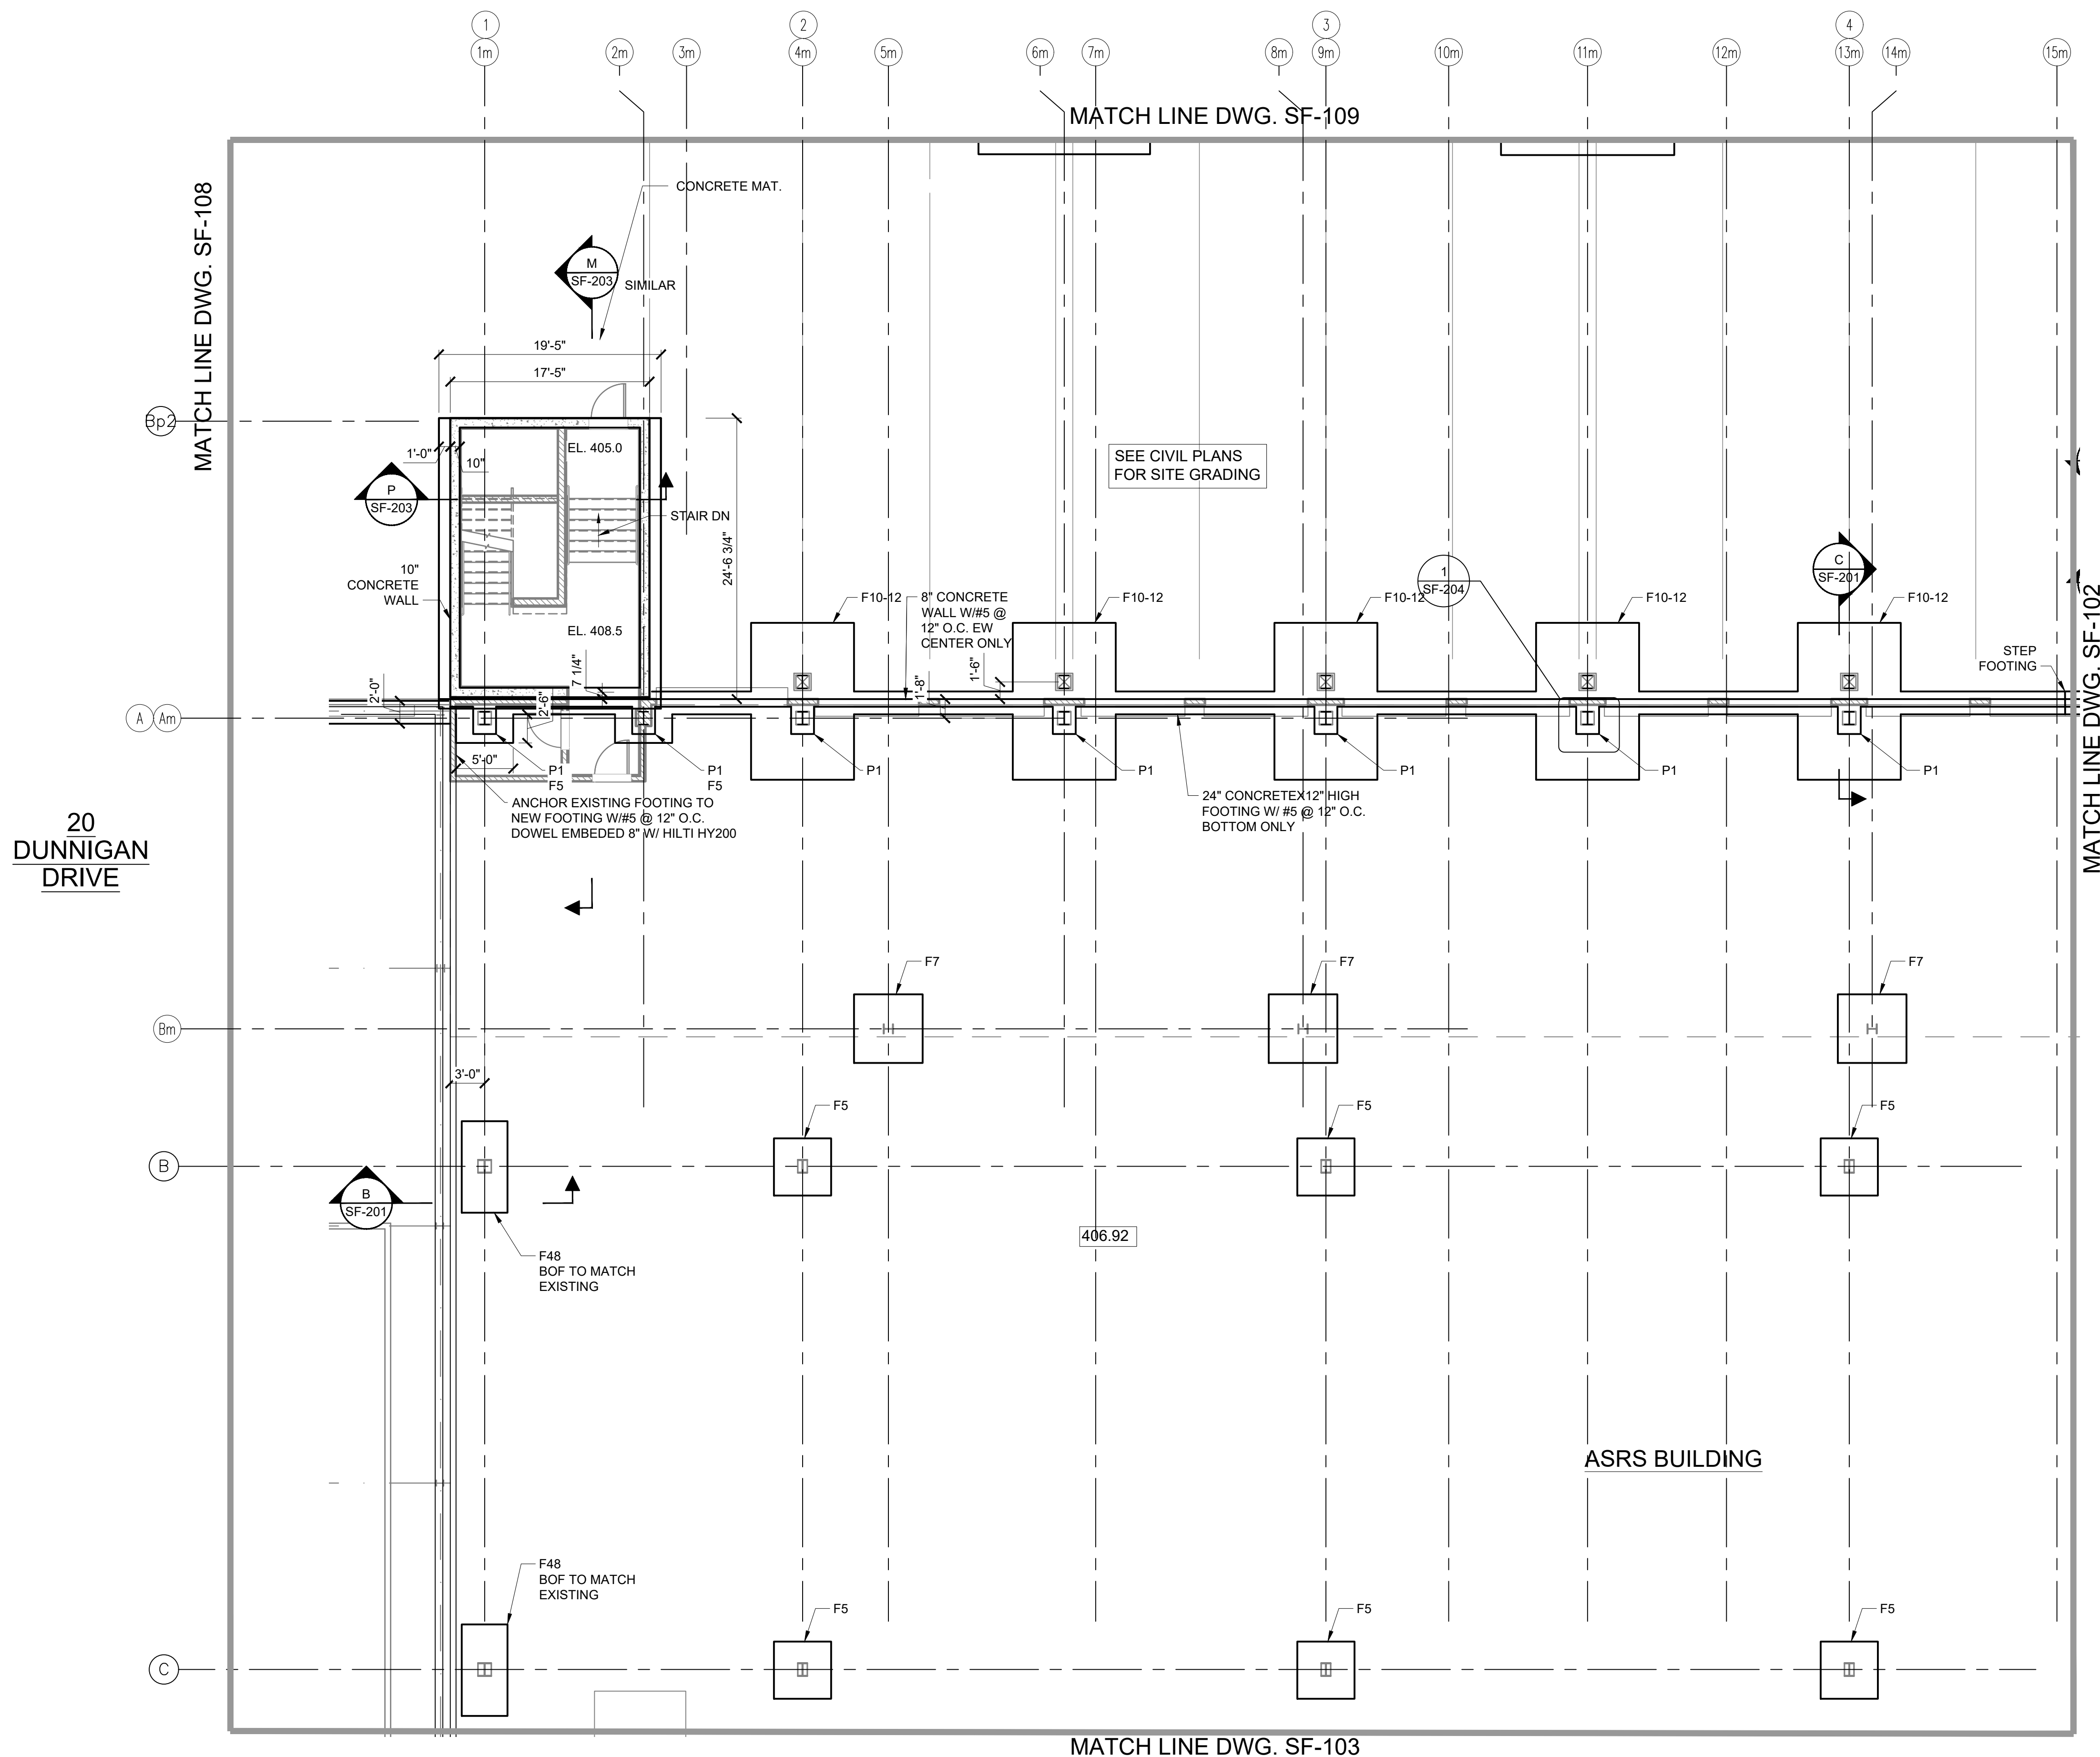 1
2
3
4
1m
2m
3m
4m
5m
6m
7m
8m
9m
10m
11m
12m
13m
14m
15m
MATCH LINE DWG. SF-109
MATCH LINE DWG. SF-108
CONCRETE MAT.
M
SF-203
SIMILAR
19'-5"
17'-5"
Bp2
1'-0"
10"
EL. 405.0
SEE CIVIL PLANS
FOR SITE GRADING
P
SF-203
STAIR DN
24'-6 3/4"
10"
CONCRETE
WALL
1
SF-204
C
SF-201
MATCH LINE DWG. SF-102
F10-12
8" CONCRETE
WALL W/#5 @
12" O.C. EW
CENTER ONLY
F10-12
F10-12
F10-12
F10-12
EL. 408.5
STEP
FOOTING
7 1/4"
1'-6"
2'-0"
2'-6"
1'-8"
A
Am
5'-0"
P1
F5
P1
F5
P1
P1
P1
P1
P1
ANCHOR EXISTING FOOTING TO
NEW FOOTING W/#5 @ 12" O.C.
DOWEL EMBEDED 8" W/ HILTI HY200
24" CONCRETEX12" HIGH
FOOTING W/ #5 @ 12" O.C.
BOTTOM ONLY
20
DUNNIGAN
DRIVE
F7
F7
F7
Bm
3'-0"
F5
F5
F5
B
B
SF-201
406.92
F48
BOF TO MATCH
EXISTING
ASRS BUILDING
F48
BOF TO MATCH
EXISTING
F5
F5
F5
C
MATCH LINE DWG. SF-103